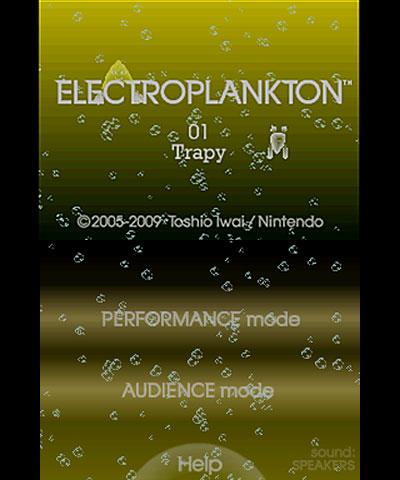 ELECTROPLANKTON™
01
Trapy
©2005-2009 Toshio Iwai / Nintendo
PERFORMANCE mode
AUDIENCE mode
sound:
SPEAKERS
Help